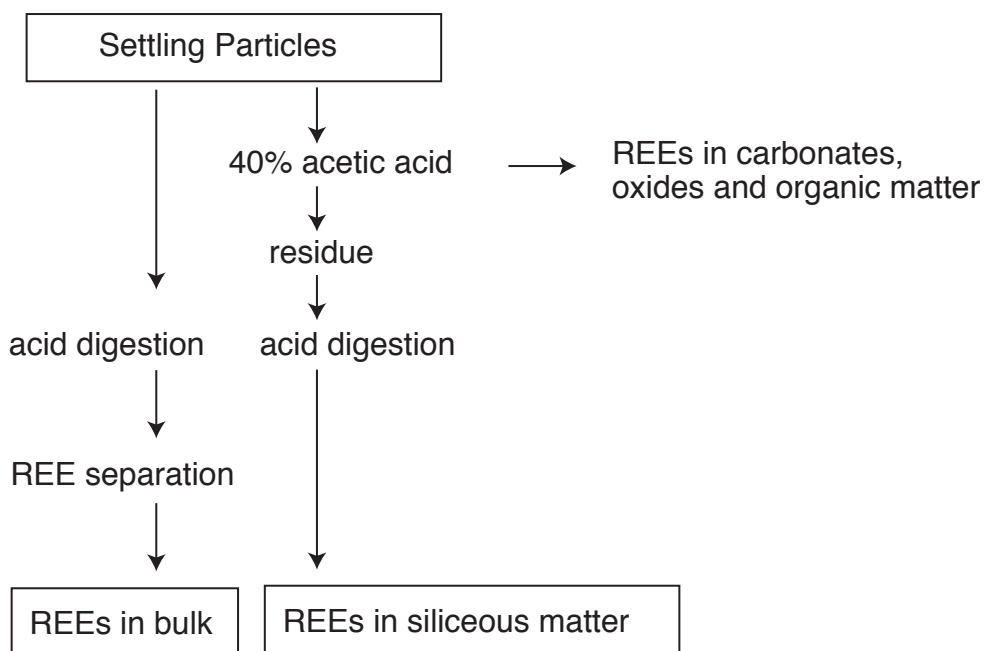 Settling Particles
40% acetic acid
REEs in carbonates,
oxides and organic matter
residue
acid digestion
acid digestion
REE separation
REEs in bulk
REEs in siliceous matter